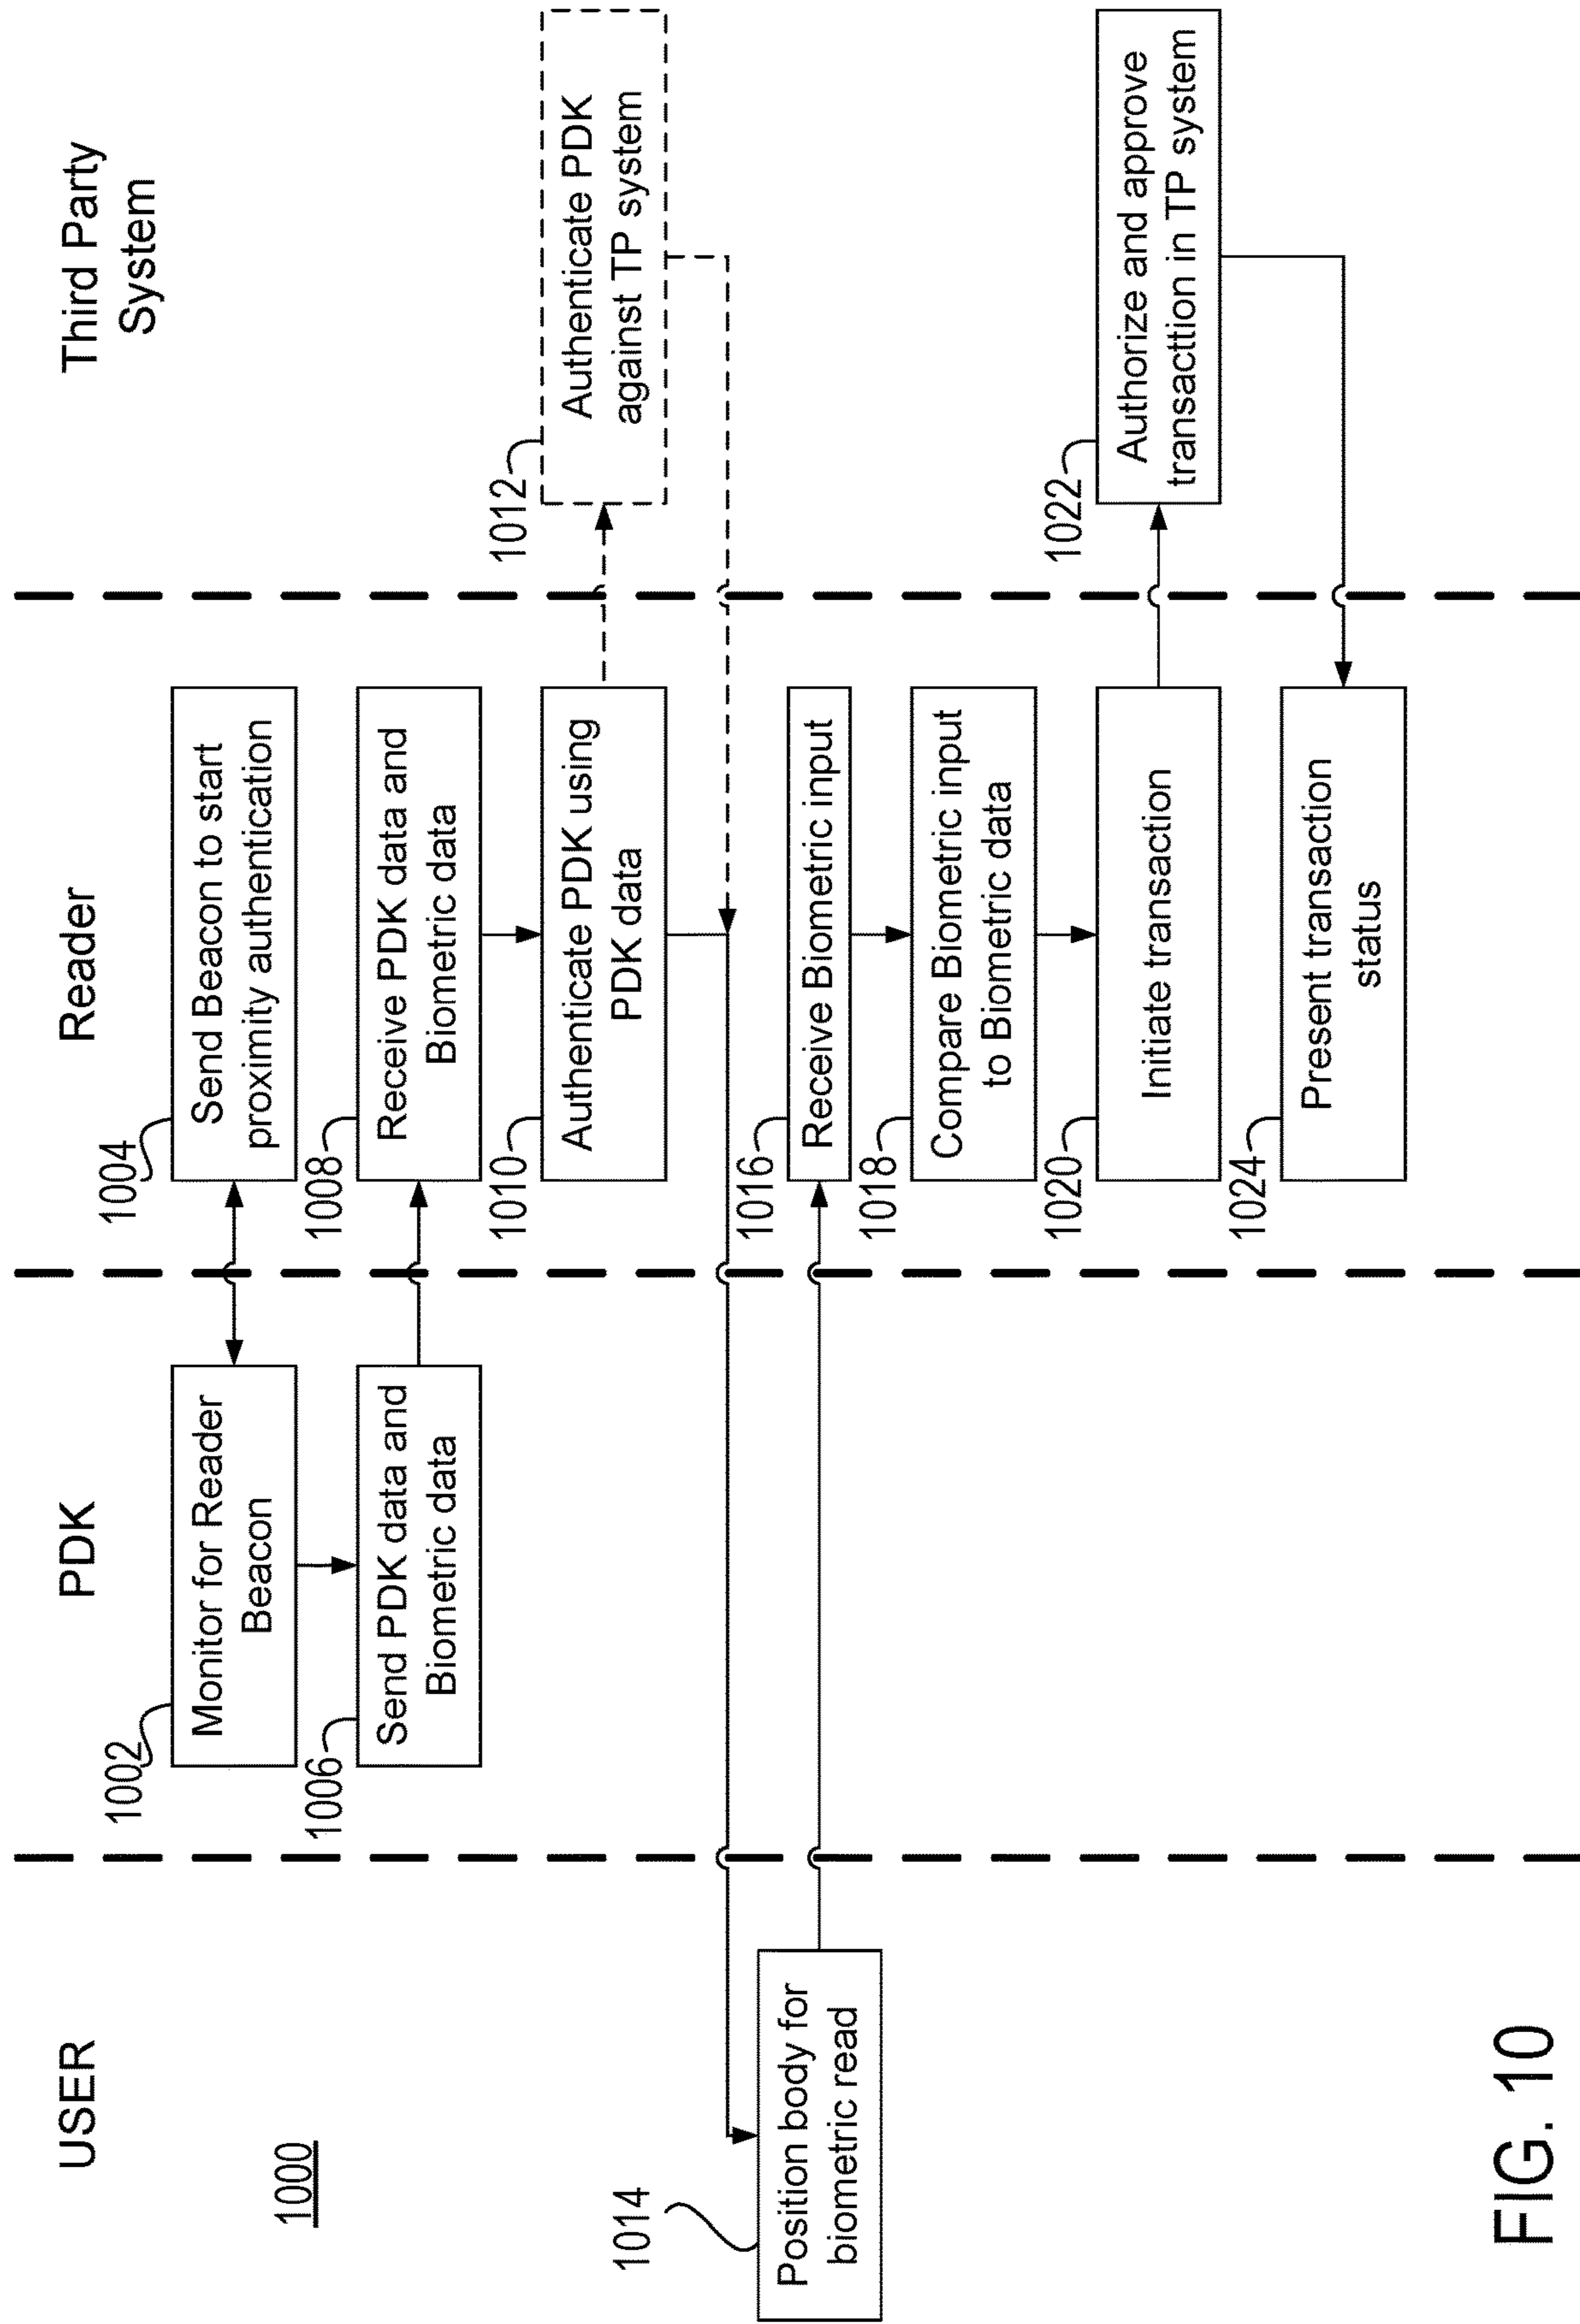 USER
PDK
Reader
Third Party
System
1000
1002
Monitor for Reader
Beacon
1004
Send Beacon to start
proximity authentication
1006
Send PDK data and
Biometric data
1008
Receive PDK data and
Biometric data
1010
Authenticate PDK using
PDK data
1012
Authenticate PDK
against TP system
1014
Position body for
biometric read
1016
Receive Biometric input
1018
Compare Biometric input
to Biometric data
1020
Initiate transaction
1022
Authorize and approve
transacttion in TP system
1024
Present transaction
status
FIG. 10